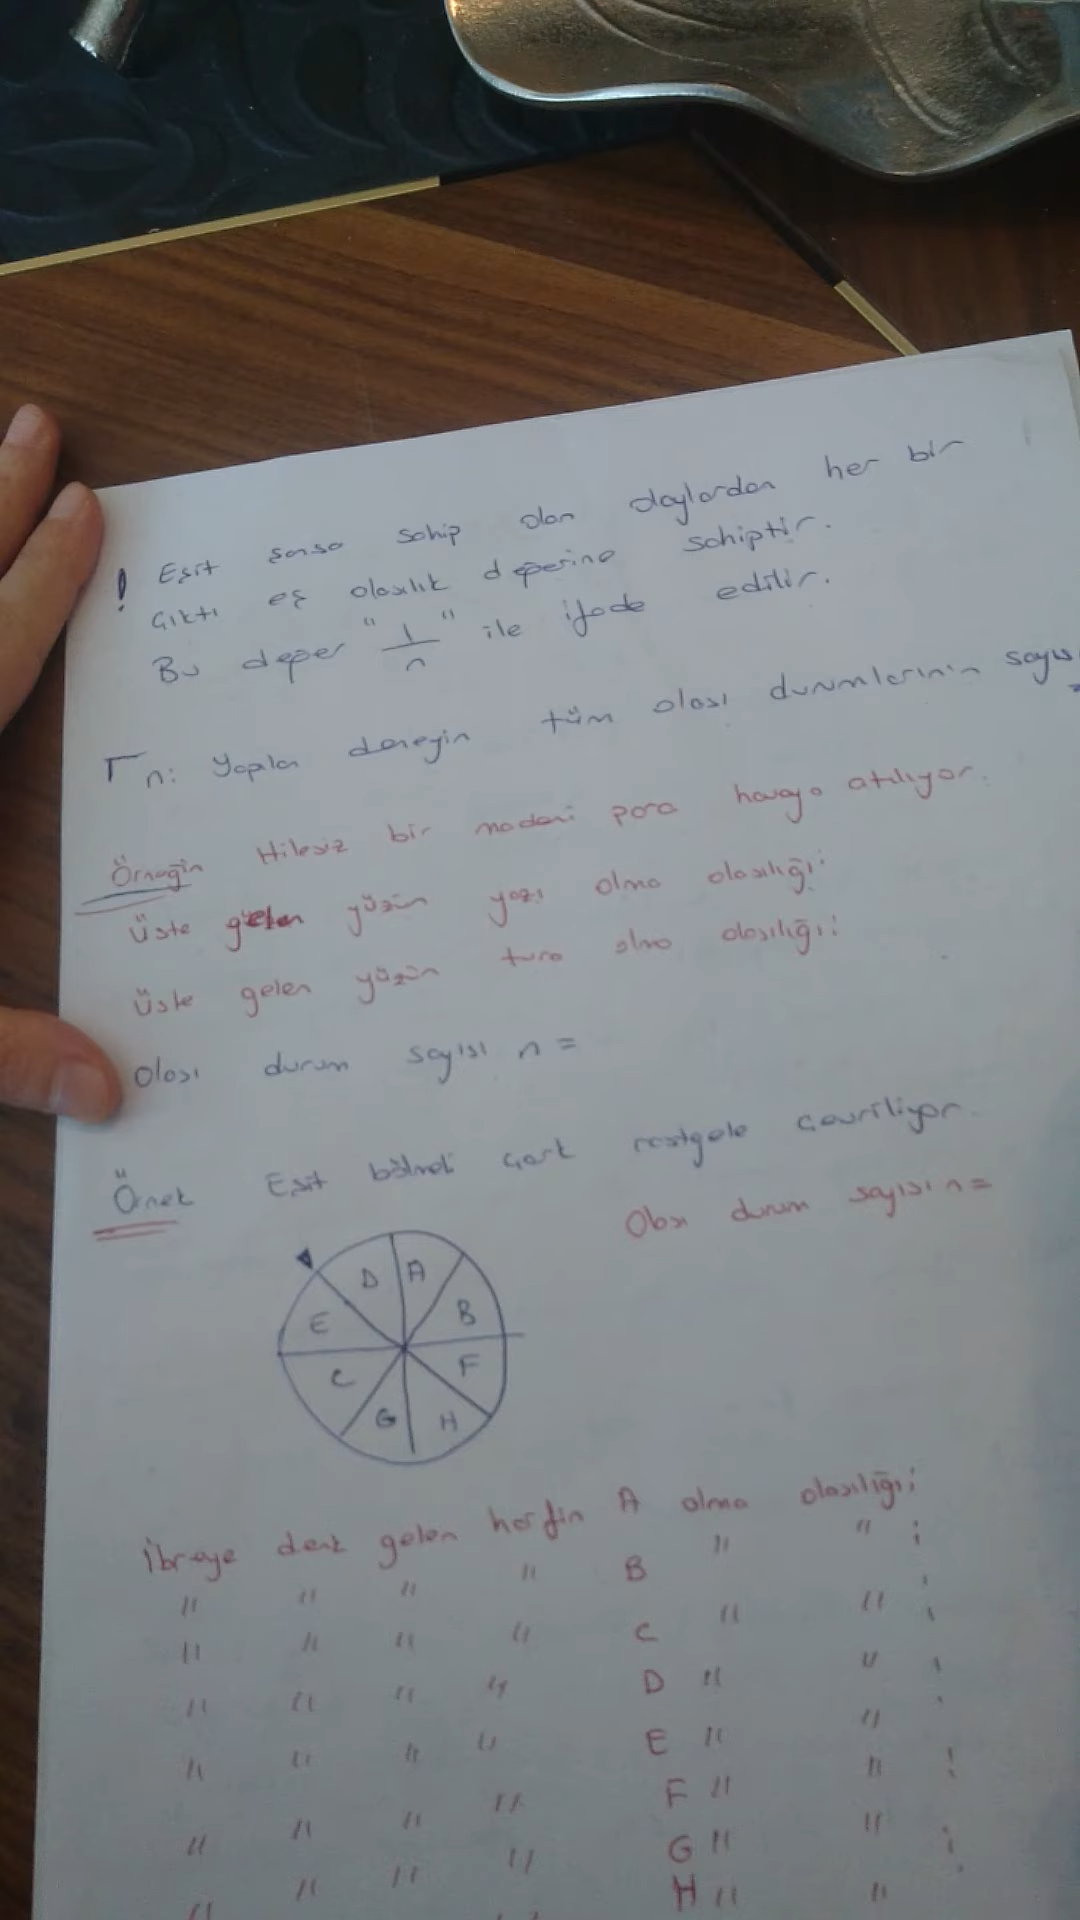 ! Eşit şansa sahip olan olaylardan her bir
çıktı eş olasılık değerine sahiptir.
Bu değer "1/n" ile ifade edilir.
n: Yapılan deneyin tüm olası durumlarının sayısı
Örneğin Hilesiz bir madeni para havaya atılıyor.
Üste gelen yüzün yazı olma olasılığı:
Üste gelen yüzün tura olma olasılığı:
Olası durum sayısı n =
Örnek Eşit bölmeli çark rastgele çevriliyor.
Olası durum sayısı n =
D A
E B
C F
G H
İbreye denk gelen harfin A olma olasılığı:
" " " " B " " :
" " " " C " " :
" " " " D " " :
" " " " E " " :
" " " " F " " :
" " " " G " " :
" " " " H " "